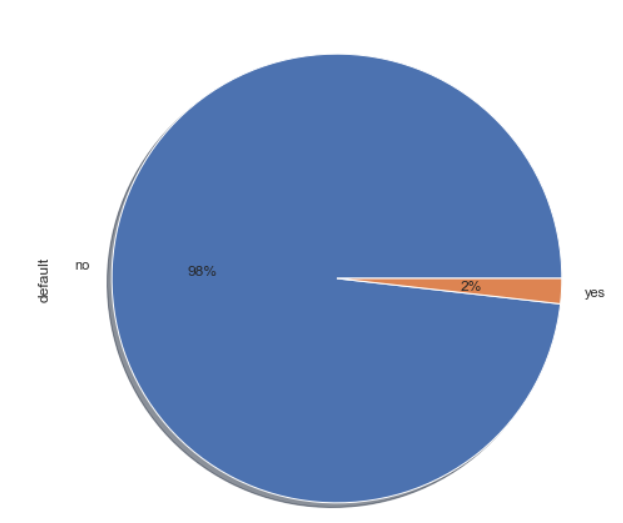 default
no
98%
2%
yes